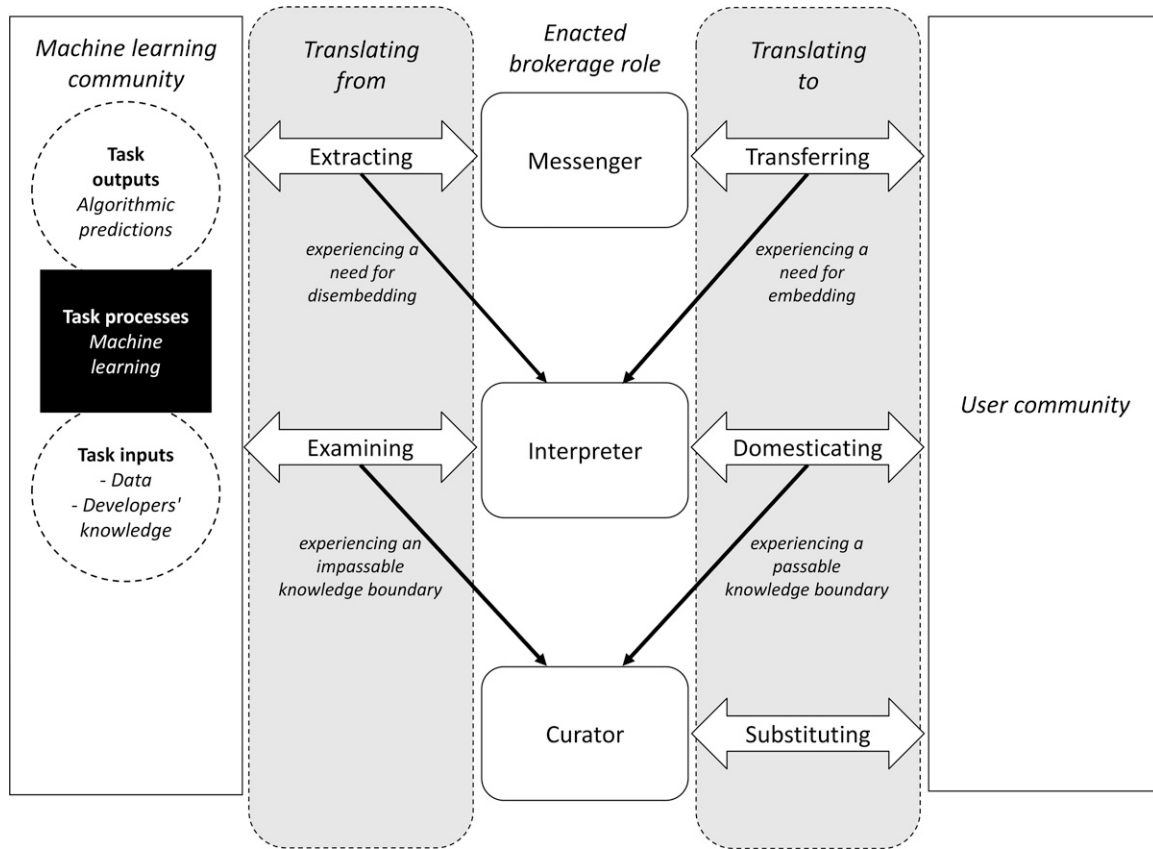 Machine learning
community
Translating
from
Enacted
brokerage role
Translating
to
Task
outputs
Algorithmic
predictions
Task processes
Machine
learning
Task inputs
- Data
- Developers'
knowledge
Extracting
Messenger
Transferring
experiencing a
need for
disembedding
experiencing a
need for
embedding
Examining
Interpreter
Domesticating
User community
experiencing an
impassable
knowledge boundary
experiencing a
passable
knowledge boundary
Curator
Substituting